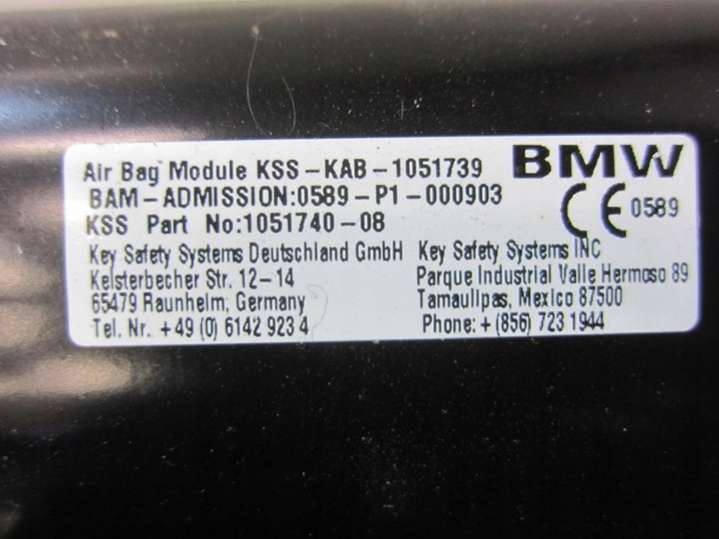 Air Bag Module KSS-KAB-1051739 BMW
BAM-ADMISSION:0589-P1-000903
CE 0589
KSS Part No:1051740-08
Key Safety Systems Deutschland GmbH
Kelsterbacher Str. 12-14
65479 Raunheim, Germany
Tel. Nr. +49 (0) 6142 923 4
Key Safety Systems INC
Parque Industrial Valle Hermoso 89
Tamaulipas, Mexico 87500
Phone: + (856) 723 1944